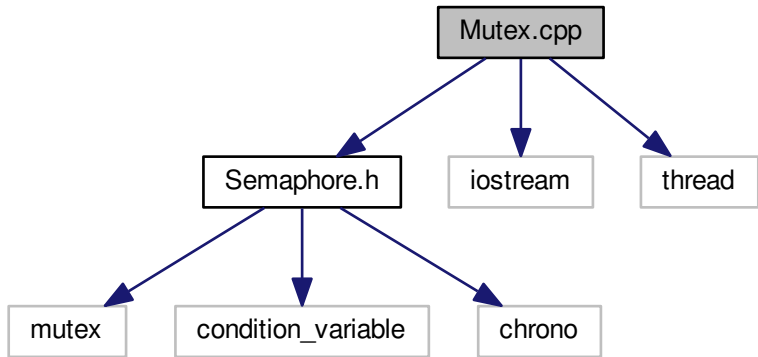 Mutex.cpp
Semaphore.h
iostream
thread
mutex
condition_variable
chrono